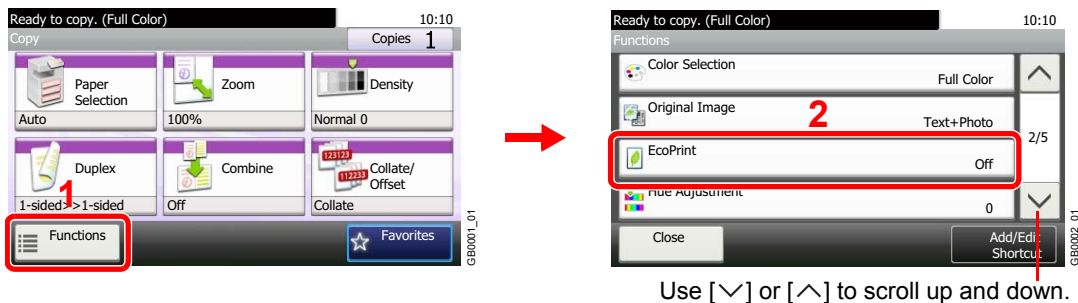 Ready to copy. (Full Color)
10:10
Copy
Copies 1
Paper
Selection
Auto
Zoom
100%
Density
Normal 0
Duplex
1-sided>>1-sided
Combine
Off
123123
112233
Collate/
Offset
Collate
1
Functions
Favorites
GB0001_01
Ready to copy. (Full Color)
10:10
Functions
Color Selection
Full Color
Original Image
Text+Photo
2
2/5
EcoPrint
Off
Hue Adjustment
0
Close
Add/Edit
Shortcut
GB0002_01
Use [∨] or [∧] to scroll up and down.